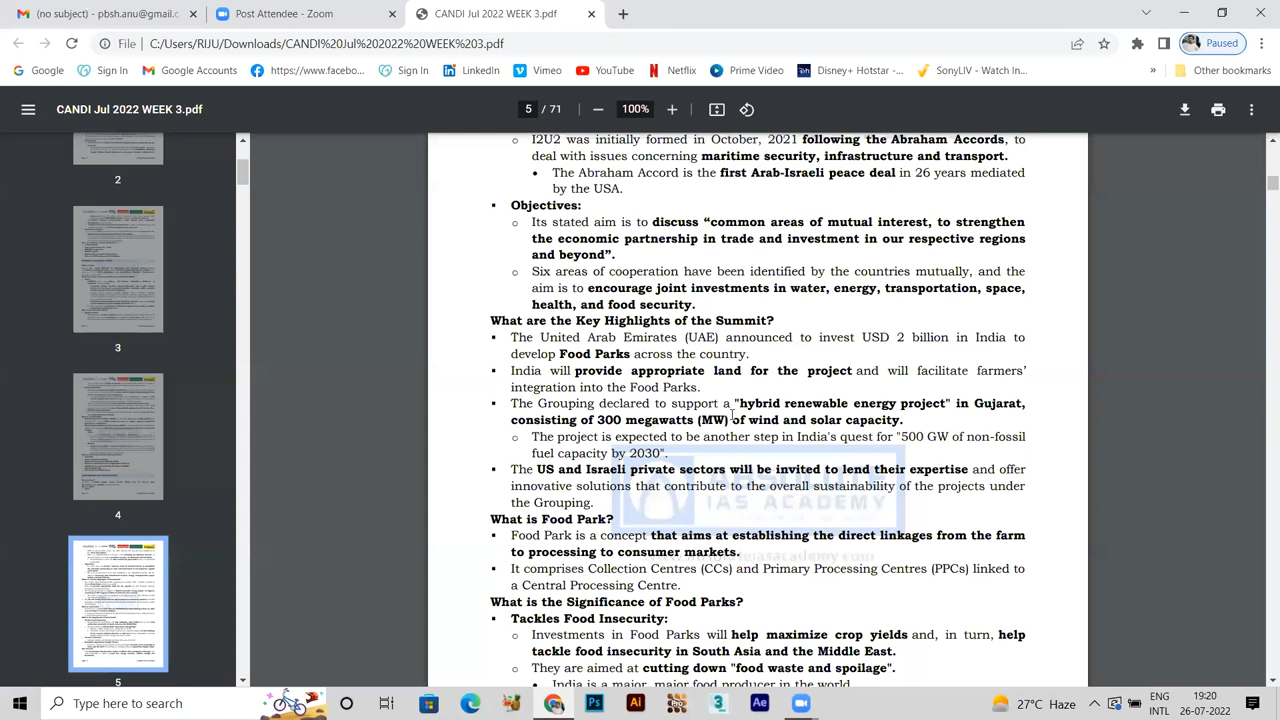 (no subject) - pbsh.anu@gmail.c
Post Attendee - Zoom
CANDI Jul 2022 WEEK 3.pdf
File
C:/Users/RIJU/Downloads/CANDI%20Jul%202022%20WEEK%203.pdf
Paused
Google
Sign In
Google Accounts
https://www.facebo...
Sign In
LinkedIn
Vimeo
YouTube
Netflix
Prime Video
Disney+ Hotstar -...
SonyLIV - Watch In...
»
Other bookmarks
CANDI Jul 2022 WEEK 3.pdf
5 / 71
100%
2
3
4
5
I2U2 was initially formed in October, 2021 following the Abraham Accords, to
deal with issues concerning maritime security, infrastructure and transport.
The Abraham Accord is the first Arab-Israeli peace deal in 26 years mediated
by the USA.
Objectives:
Its stated aim is to discuss “common areas of mutual interest, to strengthen
the economic partnership in trade and investment in our respective regions
and beyond”.
Six areas of cooperation have been identified by the countries mutually, and the
aim is to encourage joint investments in water, energy, transportation, space,
health, and food security.
What are the Key Highlights of the Summit?
The United Arab Emirates (UAE) announced to invest USD 2 billion in India to
develop Food Parks across the country.
India will provide appropriate land for the project and will facilitate farmers’
integration into the Food Parks.
The Grouping declared to support a "hybrid renewable energy project" in Gujarat,
consisting of 300 megawatts (MW) of wind and solar capacity.
The project is expected to be another step in India's quest for "500 GW of non-fossil
fuel capacity by 2030".
The US and Israeli private sectors will be invited to lend their expertise and offer
innovative solutions that contribute to the overall sustainability of the projects under
the Grouping.
What is Food Park?
Food Park is a concept that aims at establishing direct linkages from the farm
to processing to consumer markets.
It comprises Collection Centres (CCs) and Primary Processing Centres (PPCs) linked to
a Central Processing Centre.
What is the Significance of Food Parks?
Tackles Food Insecurity:
Investments in Food Parks will help maximize crop yields and, in turn, help
tackle food insecurity in South Asia and the Middle East.
They are aimed at cutting down "food waste and spoilage".
India is a major, major food producer in the world
Type here to search
27°C Haze
ENG
INTL
19:20
26-07-2022